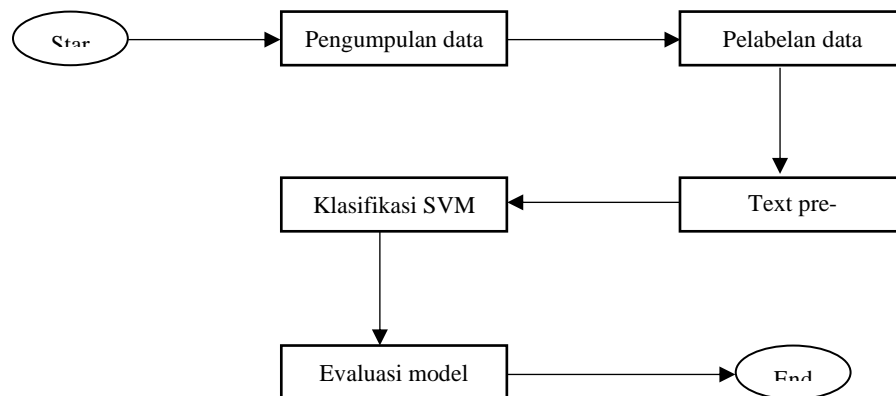 Star
Pengumpulan data
Pelabelan data
Klasifikasi SVM
Text pre-
Evaluasi model
End